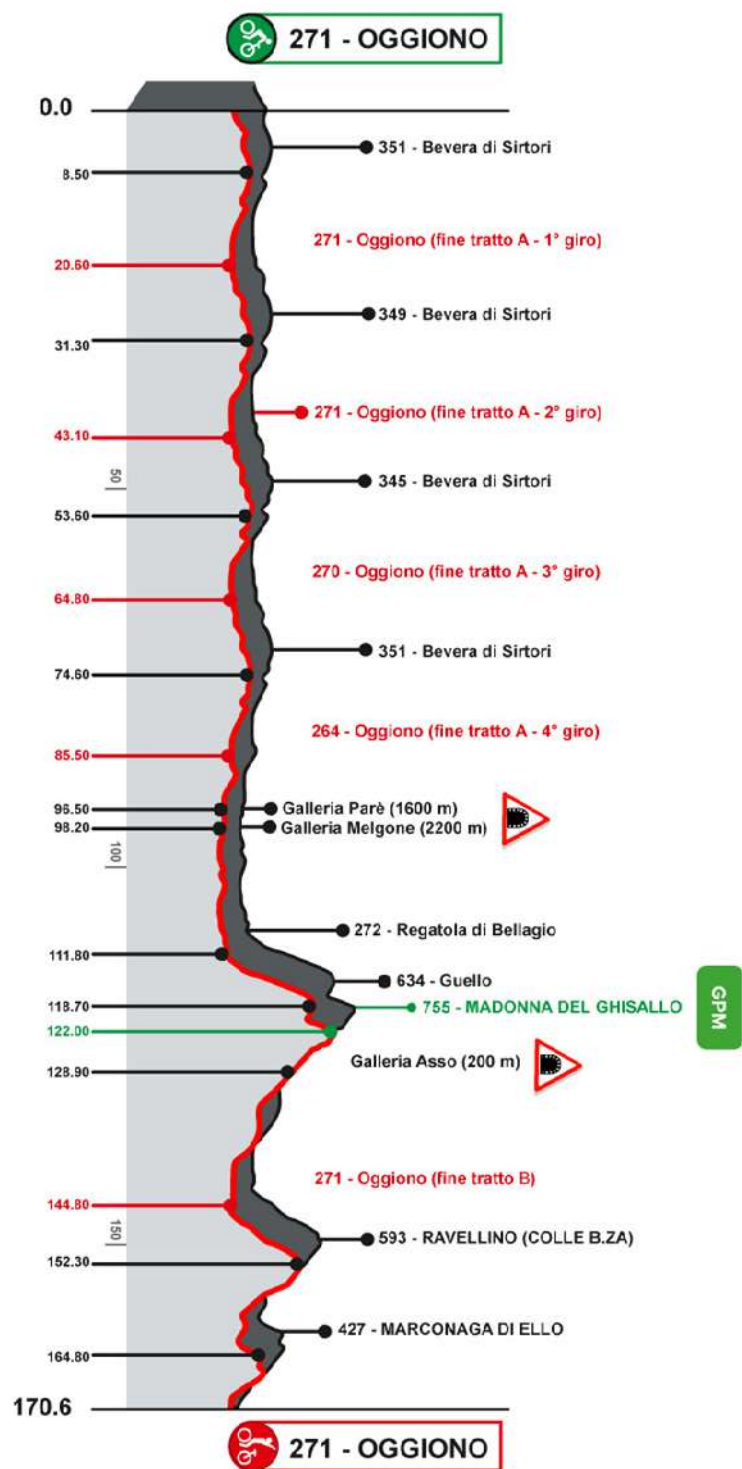 271 - OGGIONO
0.0
351 - Bevera di Sirtori
8.50
271 - Oggiono (fine tratto A - 1° giro)
20.60
349 - Bevera di Sirtori
31.30
271 - Oggiono (fine tratto A - 2° giro)
43.10
345 - Bevera di Sirtori
50
53.60
270 - Oggiono (fine tratto A - 3° giro)
64.80
351 - Bevera di Sirtori
74.60
264 - Oggiono (fine tratto A - 4° giro)
85.50
96.50
Galleria Parè (1600 m)
98.20
Galleria Melgone (2200 m)
100
272 - Regatola di Bellagio
111.80
634 - Guello
118.70
755 - MADONNA DEL GHISALLO
GPM
122.00
Galleria Asso (200 m)
128.90
271 - Oggiono (fine tratto B)
144.80
150
593 - RAVELLINO (COLLE B.ZA)
152.30
427 - MARCONAGA DI ELLO
164.80
170.6
271 - OGGIONO